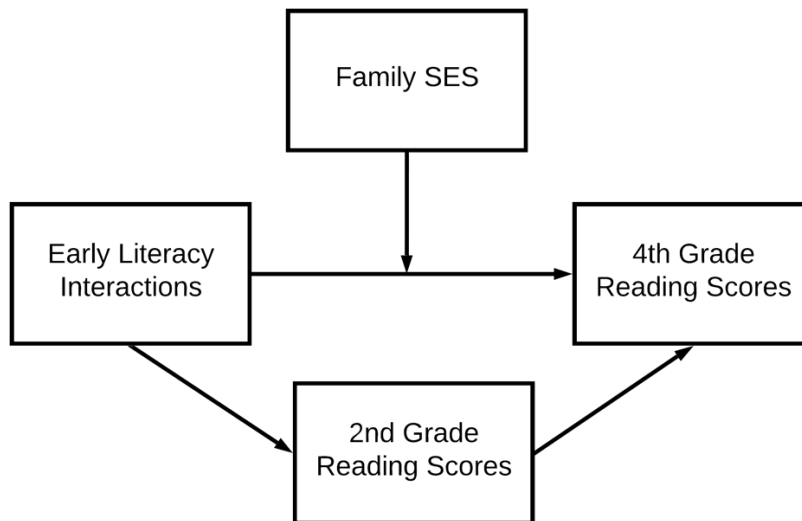 Family SES
Early Literacy
Interactions
4th Grade
Reading Scores
2nd Grade
Reading Scores